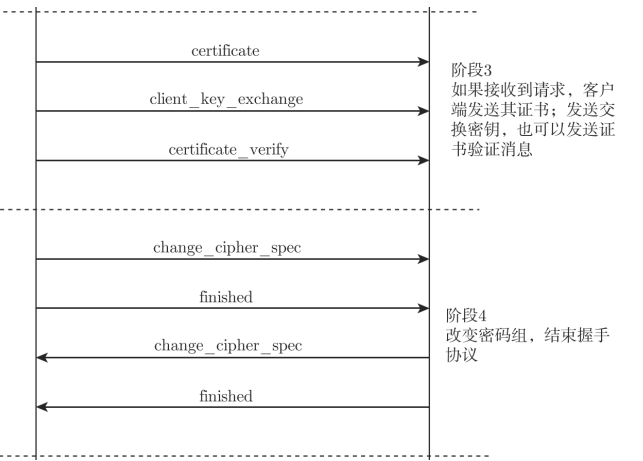 certificate
client_key_exchange
certificate_verify
阶段3
如果接收到请求，客户
端发送其证书；发送交
换密钥，也可以发送证
书验证消息
change_cipher_spec
finished
change_cipher_spec
finished
阶段4
改变密码组，结束握手
协议